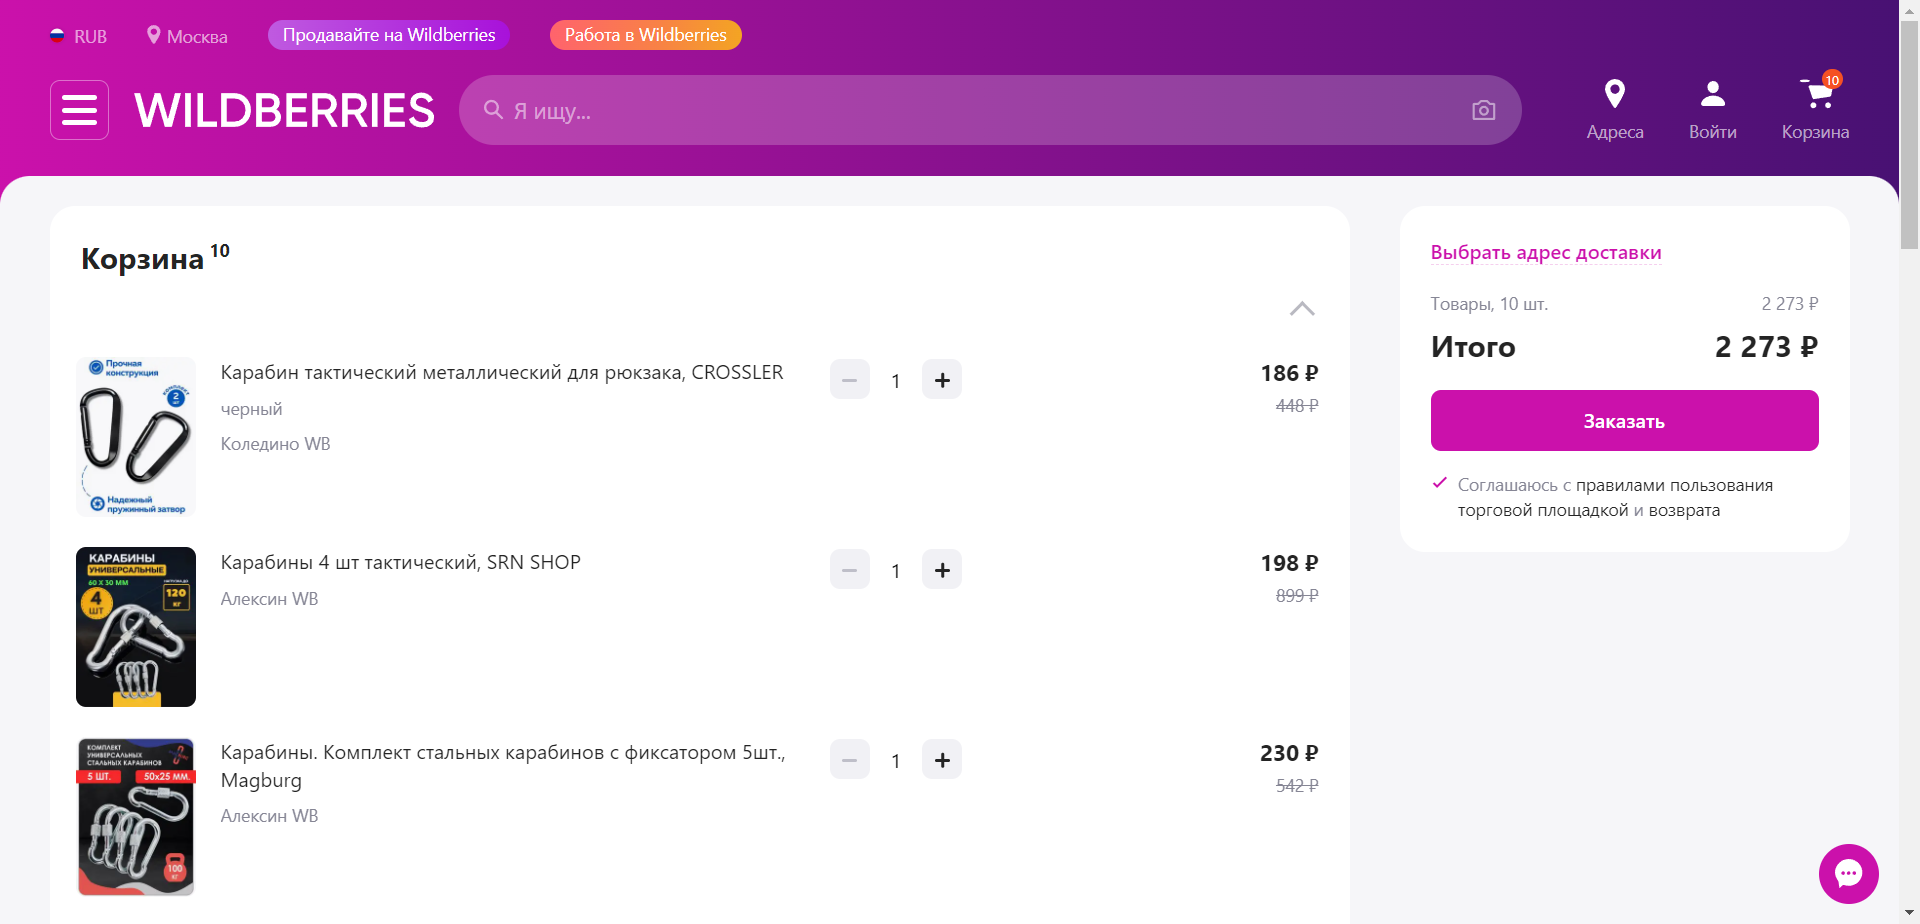 RUB
Москва
Продавайте на Wildberries
Работа в Wildberries
WILDBERRIES
Я ищу...
Адреса
Войти
10
Корзина
Корзина 10
Выбрать адрес доставки
Товары, 10 шт.
2 273 ₽
Итого
2 273 ₽
Заказать
Соглашаюсь с правилами пользования
торговой площадкой и возврата
Прочная
конструкция
КОМПЛЕКТ
2
шт
Надежный
пружинный затвор
Карабин тактический металлический для рюкзака, CROSSLER
черный
Коледино WB
1
186 ₽
448 ₽
КАРАБИНЫ
УНИВЕРСАЛЬНЫЕ
60 X 30 ММ
4
ШТ
НАГРУЗКА ДО
120
КГ
Карабины 4 шт тактический, SRN SHOP
Алексин WB
1
198 ₽
899 ₽
КОМПЛЕКТ
УНИВЕРСАЛЬНЫХ
СТАЛЬНЫХ КАРАБИНОВ
5 ШТ.
50х25 ММ.
100
КГ
Карабины. Комплект стальных карабинов с фиксатором 5шт.,
Magburg
Алексин WB
1
230 ₽
542 ₽